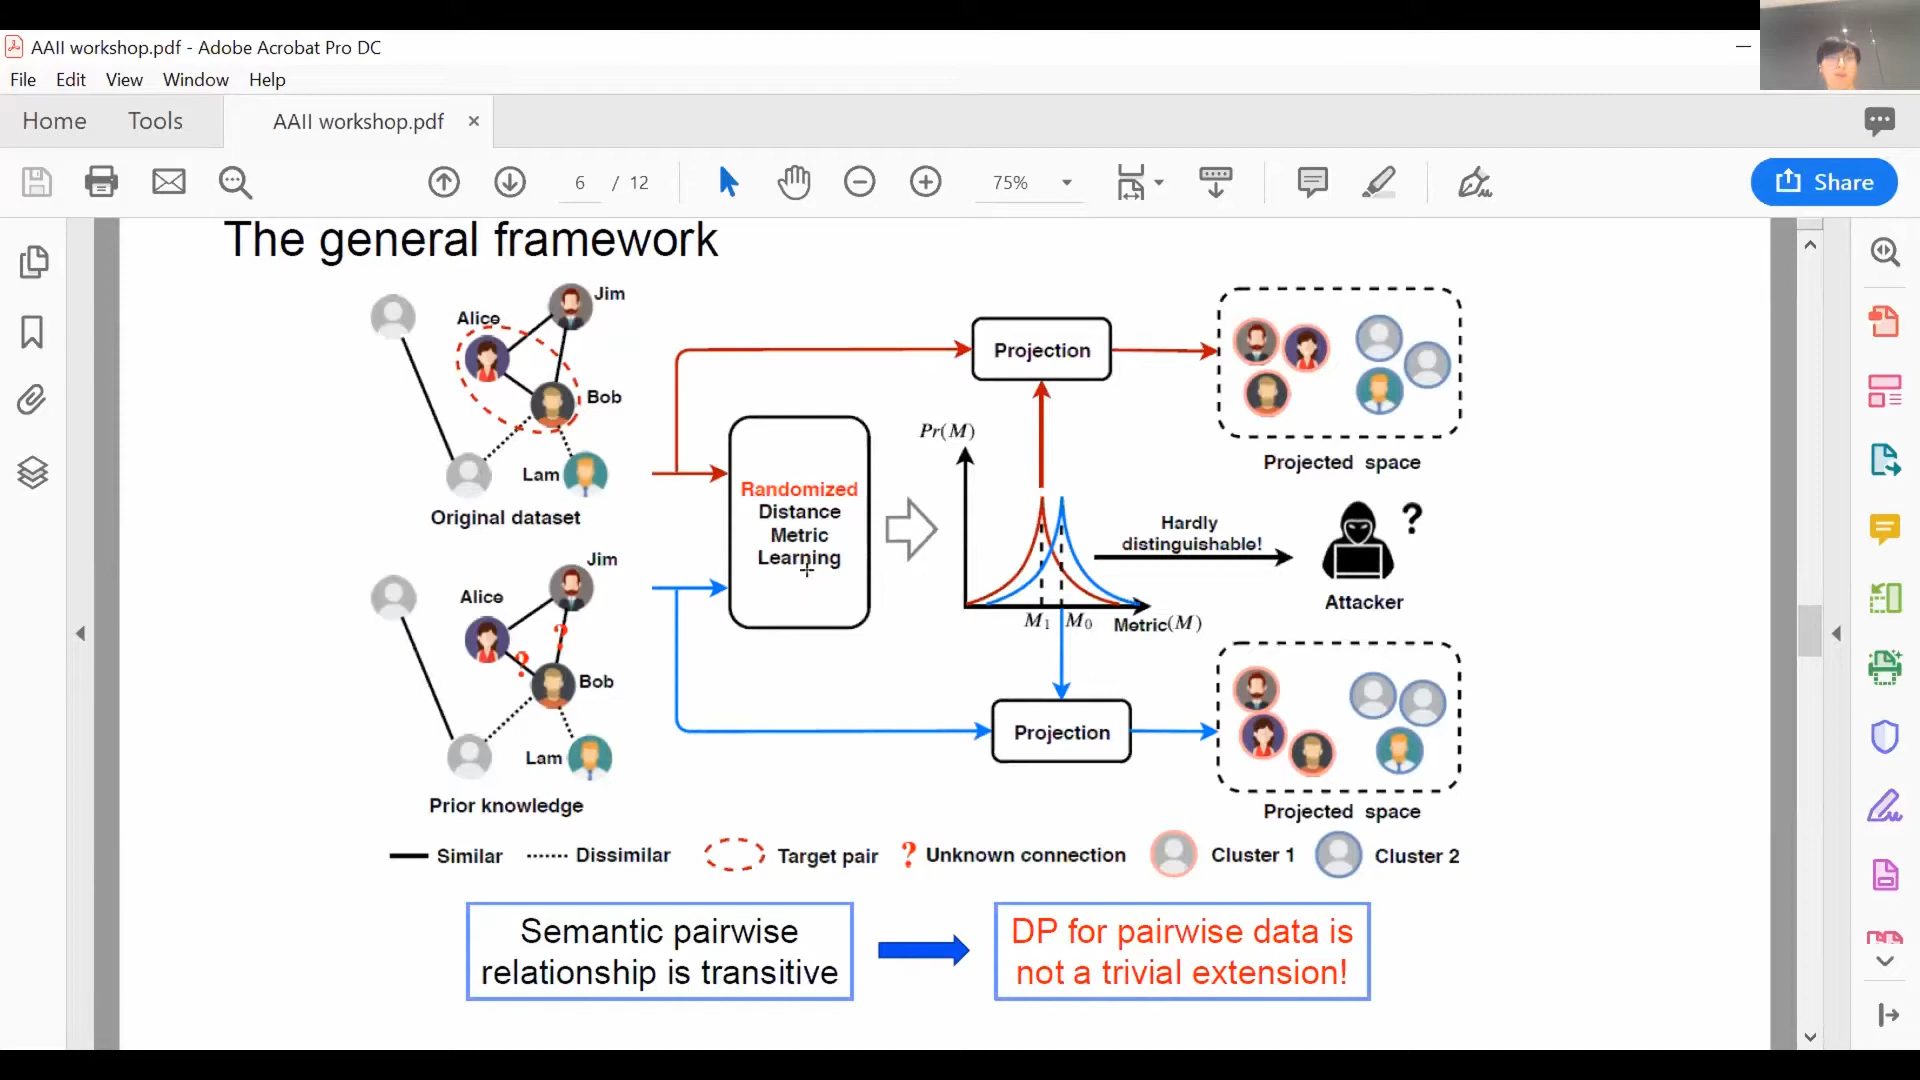 AAII workshop.pdf - Adobe Acrobat Pro DC
File Edit View Window Help
Home Tools AAII workshop.pdf ×
6 / 12 75% Share
The general framework
Jim
Alice
Bob
Lam
Original dataset
Jim
Alice
?
?
Bob
Lam
Prior knowledge
Randomized
Distance
Metric
Learning
Projection
Pr(M)
M1 M0 Metric(M)
Projection
Projected space
Hardly
distinguishable!
?
Attacker
Projected space
Similar Dissimilar Target pair ? Unknown connection Cluster 1 Cluster 2
Semantic pairwise
relationship is transitive
DP for pairwise data is
not a trivial extension!